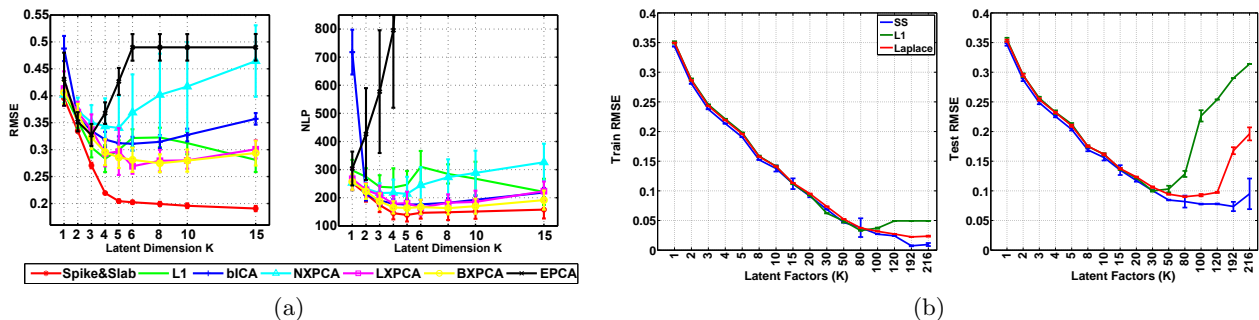 0.55
0.5
0.45
0.4
0.35
0.3
0.25
0.2
RMSE
1 2 3 4 5 6 8 10 15
Latent Dimension K
800
700
600
500
400
300
200
100
NLP
1 2 3 4 5 6 8 10 15
Latent Dimension K
Spike&Slab L1 bICA NXPCA LXPCA BXPCA EPCA
(a)
0.4
0.35
0.3
0.25
0.2
0.15
0.1
0.05
0
Train RMSE
SS
L1
Laplace
1 2 3 4 5 8 10 15 20 30 50 80 100 120 192 216
Latent Factors (K)
0.4
0.35
0.3
0.25
0.2
0.15
0.1
0.05
0
Test RMSE
1 2 3 4 5 8 10 15 20 30 50 80 100 120 192 216
Latent Factors (K)
(b)